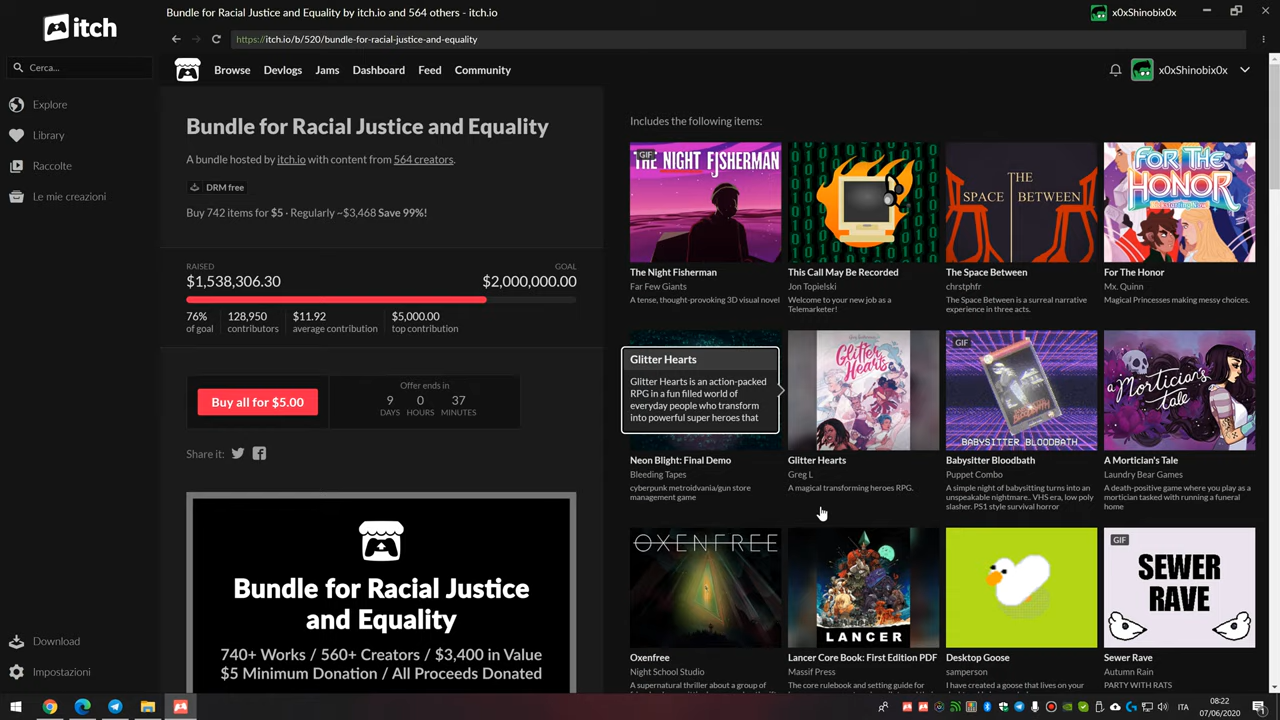 itch
Bundle for Racial Justice and Equality by itch.io and 564 others - itch.io
x0xShinobix0x
https://itch.io/b/520/bundle-for-racial-justice-and-equality
Cerca...
Explore
Library
Raccolte
Le mie creazioni
Download
Impostazioni
Browse
Devlogs
Jams
Dashboard
Feed
Community
x0xShinobix0x
Bundle for Racial Justice and Equality
A bundle hosted by itch.io with content from 564 creators.
DRM free
Buy 742 items for $5 · Regularly ~$3,468 Save 99%!
RAISED
GOAL
$1,538,306.30
$2,000,000.00
76%
of goal
128,950
contributors
$11.92
average contribution
$5,000.00
top contribution
Buy all for $5.00
Offer ends in
9
DAYS
0
HOURS
37
MINUTES
Share it:
Bundle for Racial Justice
and Equality
740+ Works / 560+ Creators / $3,400 in Value
$5 Minimum Donation / All Proceeds Donated
Includes the following items:
GIF
THE NIGHT FISHERMAN
The Night Fisherman
Far Few Giants
A tense, thought-provoking 3D visual novel
This Call May Be Recorded
Jon Topielski
Welcome to your new job as a
Telemarketer!
THE
SPACE
BETWEEN
The Space Between
chrstphfr
The Space Between is a surreal narrative
experience in three acts.
FOR THE
HONOR
For The Honor
Mx. Quinn
Magical Princesses making messy choices.
Glitter Hearts
Glitter Hearts is an action-packed
RPG in a fun filled world of
everyday people who transform
into powerful super heroes that
Neon Blight: Final Demo
Bleeding Tapes
cyberpunk metroidvania/gun store
management game
Glitter
Hearts
Glitter Hearts
Greg L
A magical transforming heroes RPG.
GIF
BABYSITTER BLOODBATH
Babysitter Bloodbath
Puppet Combo
A simple night of babysitting turns into an
unspeakable nightmare.. VHS era, low poly
slasher. PS1 style survival horror
a Mortician's
tale
A Mortician's Tale
Laundry Bear Games
A death-positive game where you play as a
mortician tasked with running a funeral
home
OXENFREE
Oxenfree
Night School Studio
A supernatural thriller about a group of
LANCER
Lancer Core Book: First Edition PDF
Massif Press
The core rulebook and setting guide for
Desktop Goose
samperson
I have created a goose that lives on your
GIF
SEWER
RAVE
Sewer Rave
Autumn Rain
PARTY WITH RATS
ITA
08:22
07/06/2020